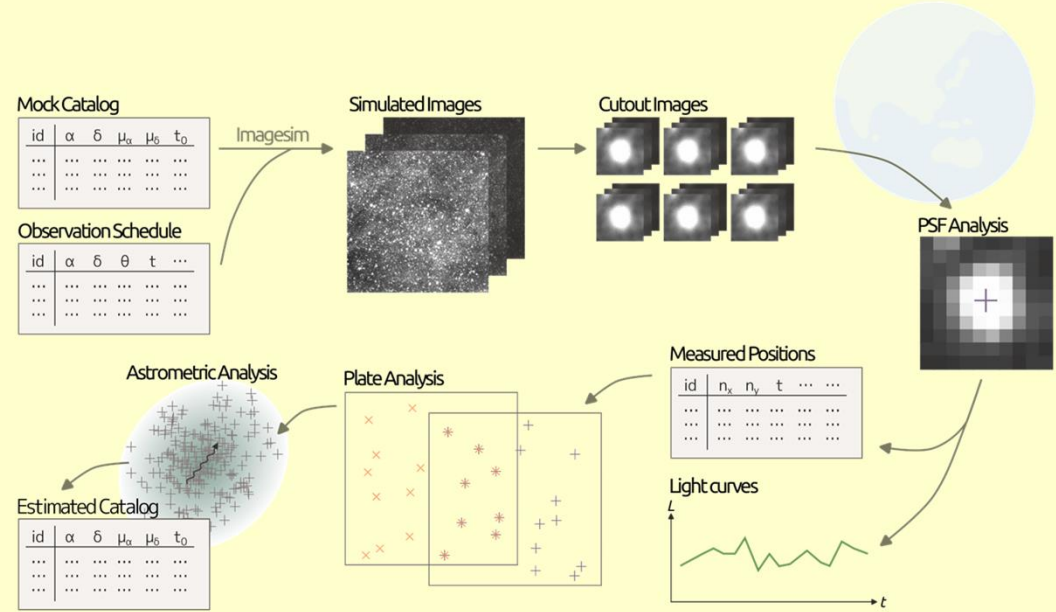 Mock Catalog
id α δ μα μδ t0
... ... ... ... ... ...
... ... ... ... ... ...
... ... ... ... ... ...
Imagesim
Simulated Images
Cutout Images
Observation Schedule
id α δ θ t ...
... ... ... ... ... ...
... ... ... ... ... ...
... ... ... ... ... ...
PSF Analysis
Measured Positions
id nx ny t ... ...
... ... ... ... ... ...
... ... ... ... ... ...
... ... ... ... ... ...
Light curves
L
t
Plate Analysis
Astrometric Analysis
Estimated Catalog
id α δ μα μδ t0
... ... ... ... ... ...
... ... ... ... ... ...
... ... ... ... ... ...